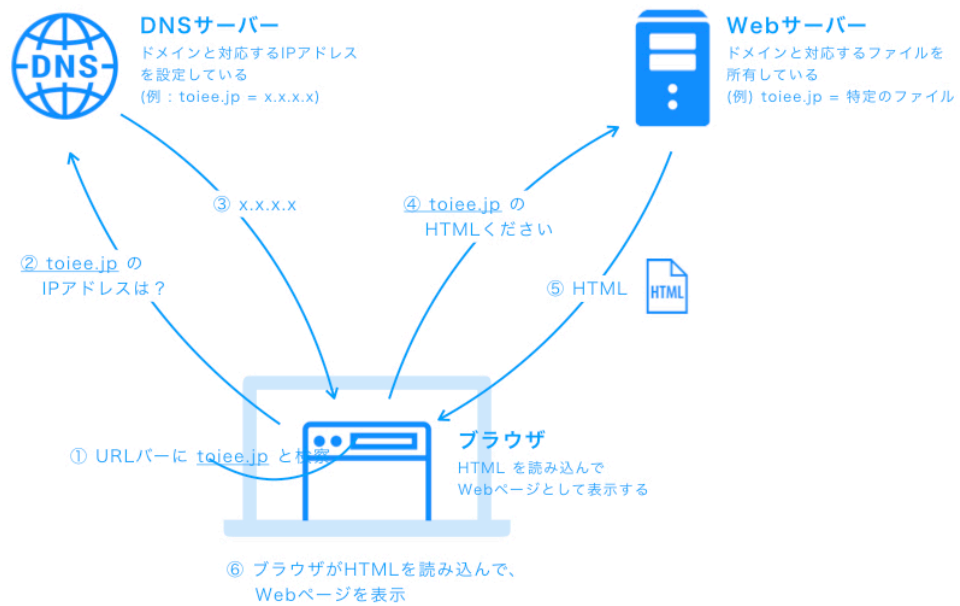 DNS
DNSサーバー
ドメインと対応するIPアドレス
を設定している
(例 : toiee.jp = x.x.x.x)
Webサーバー
ドメインと対応するファイルを
所有している
(例) toiee.jp = 特定のファイル
③ x.x.x.x
④ toiee.jp の
HTMLください
② toiee.jp の
IPアドレスは？
⑤ HTML
HTML
① URLバーに toiee.jp と検察
ブラウザ
HTML を読み込んで
Webページとして表示する
⑥ ブラウザがHTMLを読み込んで、
Webページを表示